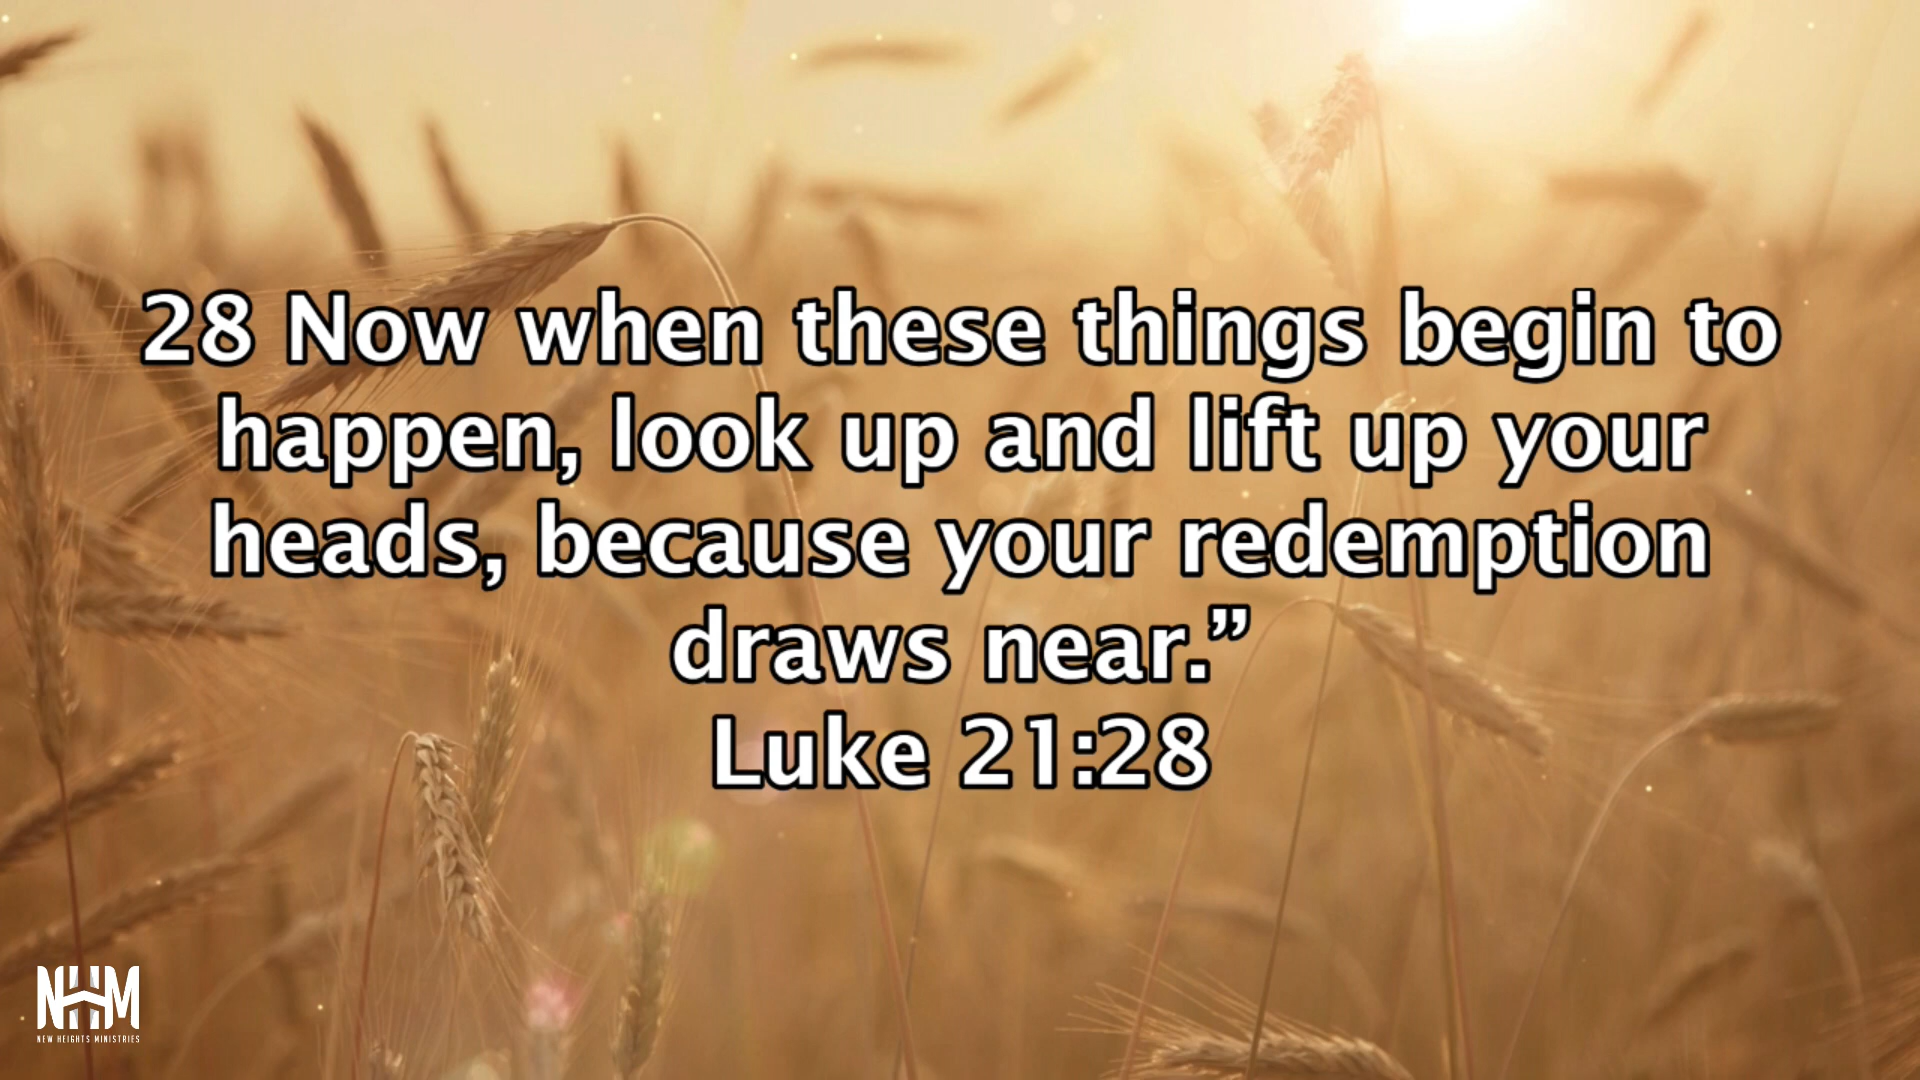 28 Now when these things begin to
happen, look up and lift up your
heads, because your redemption
draws near.”
Luke 21:28
NHM
NEW HEIGHTS MINISTRIES